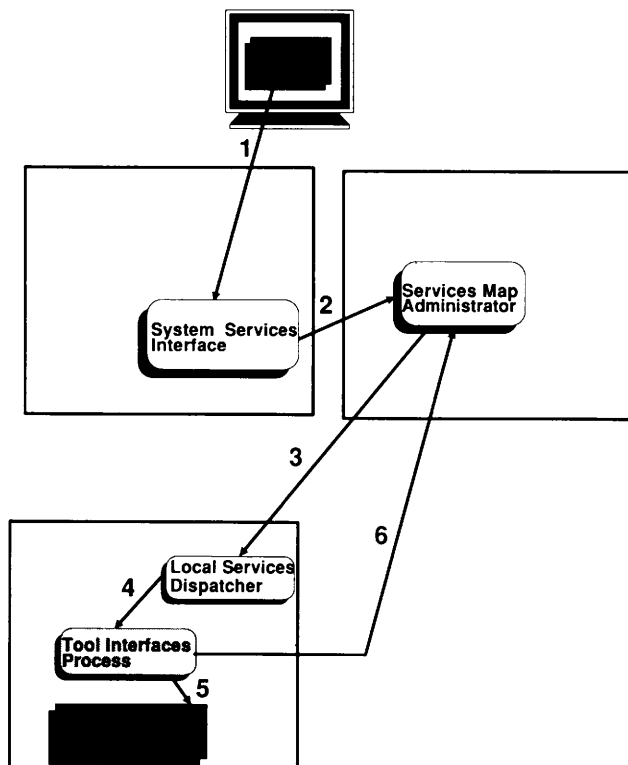 1
System Services
Interface
2
Services Map
Administrator
3
6
Local Services
Dispatcher
4
Tool Interfaces
Process
5